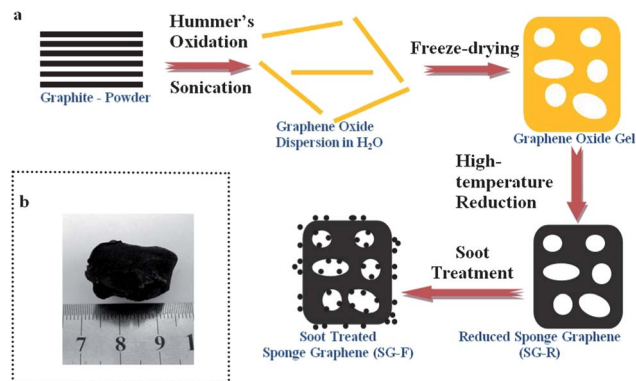 a
Hummer's
Oxidation
Sonication
Graphite - Powder
Graphene Oxide
Dispersion in H₂O
Freeze-drying
Graphene Oxide Gel
High-
temperature
Reduction
Reduced Sponge Graphene
(SG-R)
Soot
Treatment
Soot Treated
Sponge Graphene (SG-F)
b
7 8 9 1